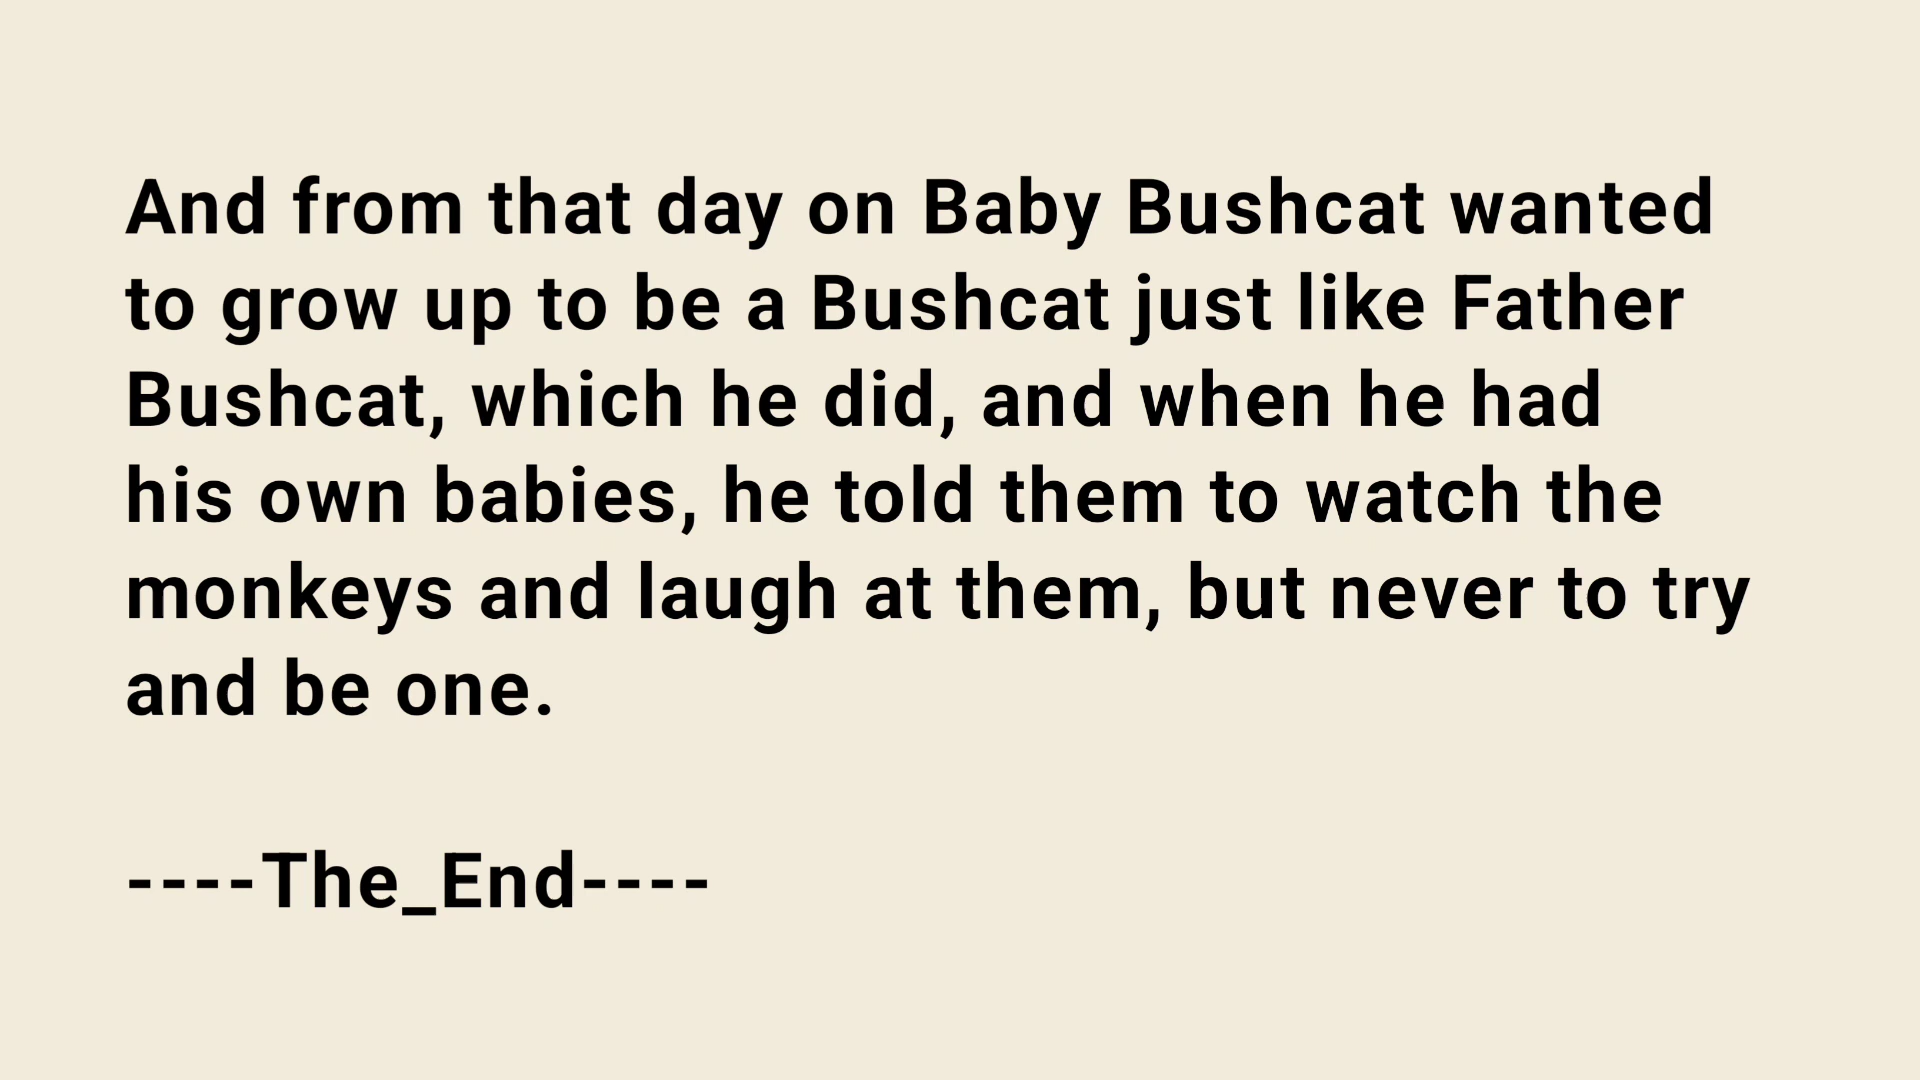 And from that day on Baby Bushcat wanted
to grow up to be a Bushcat just like Father
Bushcat, which he did, and when he had
his own babies, he told them to watch the
monkeys and laugh at them, but never to try
and be one.
----The_End----